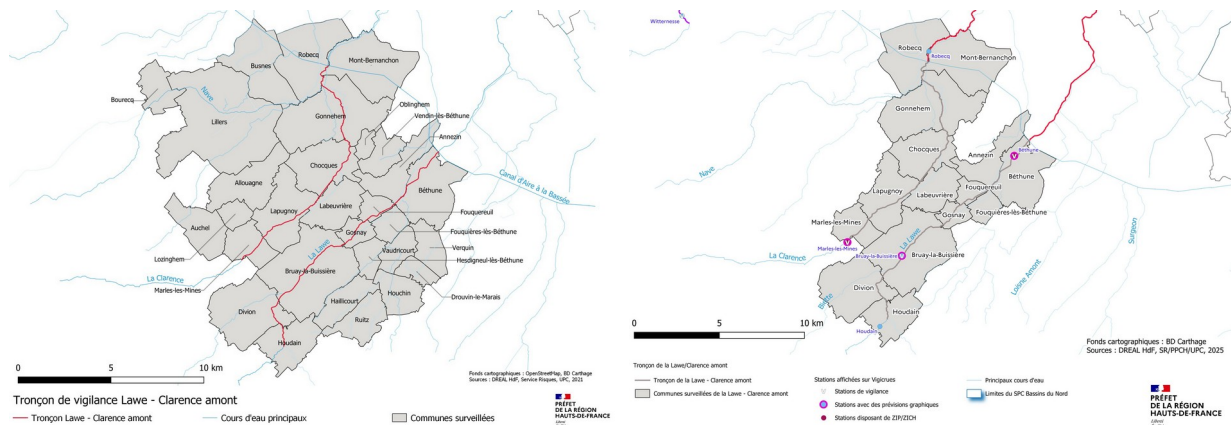 Robecq
Busnes
Mont-Bernanchon
Bourecq
Nave
Oblinghem
Vendin-lès-Béthune
Gonnehem
Lillers
Annezin
Chocques
Canal d'Aire à la Bassée
Allouagne
Béthune
Labeuvrière
Lapugnoy
Fouquereuil
Auchel
Gosnay
Fouquières-lès-Béthune
La Lawe
Verquin
Vaudricourt
Lozinghem
Hesdigneul-lès-Béthune
Bruay-la-Buissière
La Clarence
Marles-les-Mines
Drouvin-le-Marais
Houchin
Haillicourt
Divion
Ruitz
Houdain
0 5 10 km
Fonds cartographiques : OpenStreetMap, BD Carthage
Sources : DREAL HdF, Service Risques, UPC, 2021
Tronçon de vigilance Lawe - Clarence amont
Tronçon Lawe - Clarence amont
Cours d'eau principaux
Communes surveillées
PRÉFET
DE LA RÉGION
HAUTS-DE-FRANCE
Witternesse
Robecq
Robecq
Mont-Bernanchon
Gonnehem
Chocques
Annezin
Béthune
Nave
Béthune
Lapugnoy
Labeuvrière
Fouquereuil
Gosnay
Fouquières-lès-Béthune
Marles-les-Mines
Surgeon
La Lawe
Marles-les-Mines
Bruay-la-Buissière
Bruay-la-Buissière
La Clarence
Loisne Amont
Divion
Houdain
Houdain
0 5 10 km
Fonds cartographiques : BD Carthage
Sources : DREAL HdF, SR/PPCH/UPC, 2025
Tronçon de la Lawe/Clarence amont
Tronçon de la Lawe - Clarence amont
Communes surveillées de la Lawe - Clarence amont
Stations affichées sur Vigicrues
Stations de vigilance
Stations avec des prévisions graphiques
Stations disposant de ZIP/ZICH
Principaux cours d'eau
Limites du SPC Bassins du Nord
PRÉFET
DE LA RÉGION
HAUTS-DE-FRANCE